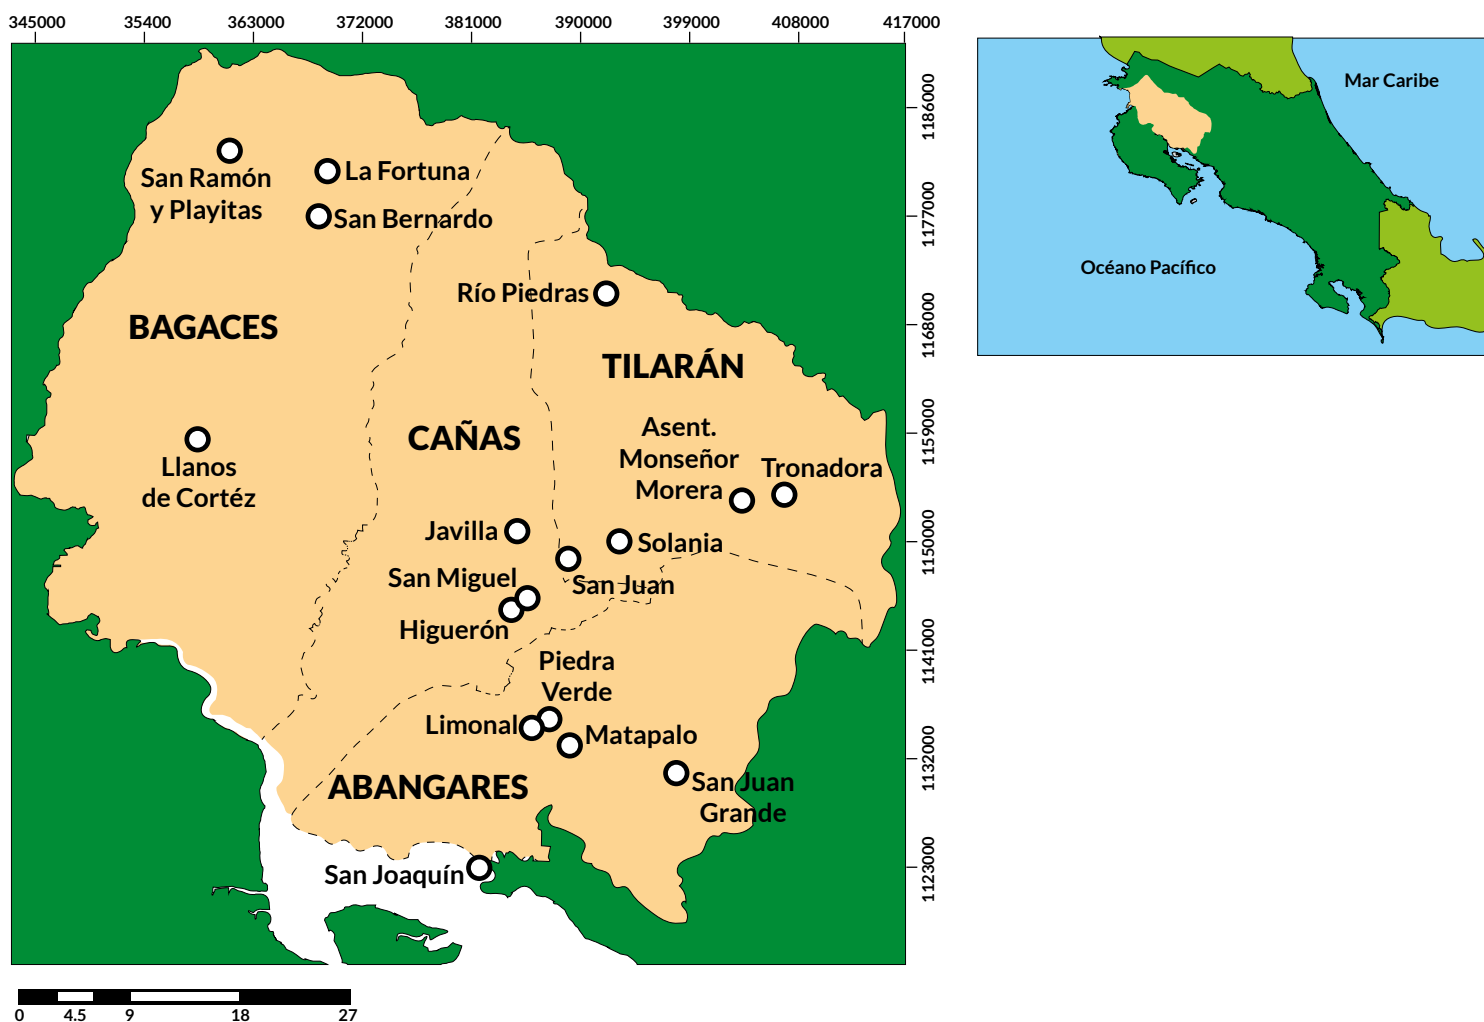 345000 35400 363000 372000 381000 390000 399000 408000 417000
Mar Caribe
Océano Pacífico
1186000
1177000
1168000
1159000
1150000
1141000
1132000
1123000
San Ramón
y Playitas
La Fortuna
San Bernardo
Río Piedras
BAGACES
TILARÁN
CAÑAS
Asent.
Monseñor
Morera
Tronadora
Llanos
de Cortéz
Javilla
Solania
San Miguel
San Juan
Higuerón
Piedra
Verde
Limonal
Matapalo
ABANGARES
San Juan
Grande
San Joaquín
0 4.5 9 18 27